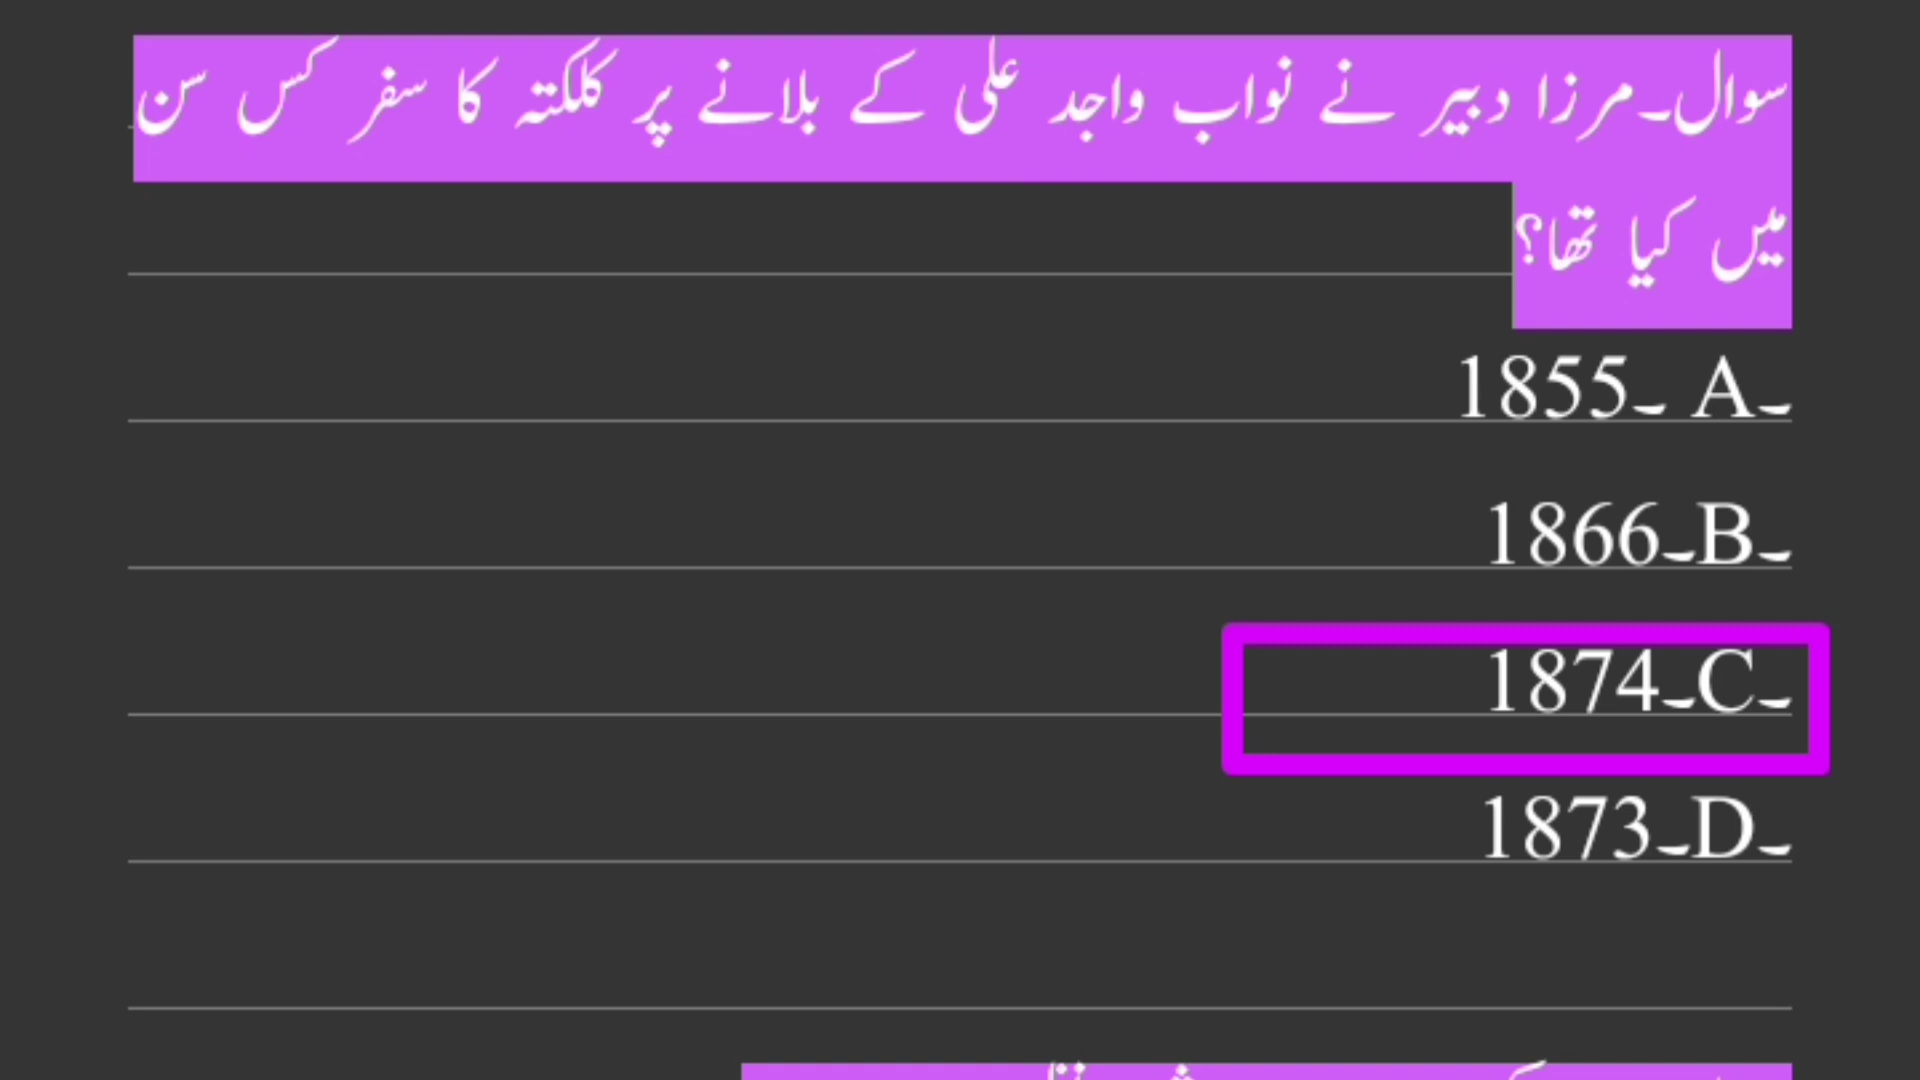 سوال۔مرزا دبیر نے نواب واجد علی کے بلانے پر کلکتہ کا سفر کس سن
میں کیا تھا؟
۔A ۔1855
۔B۔1866
۔C۔1874
۔D۔1873